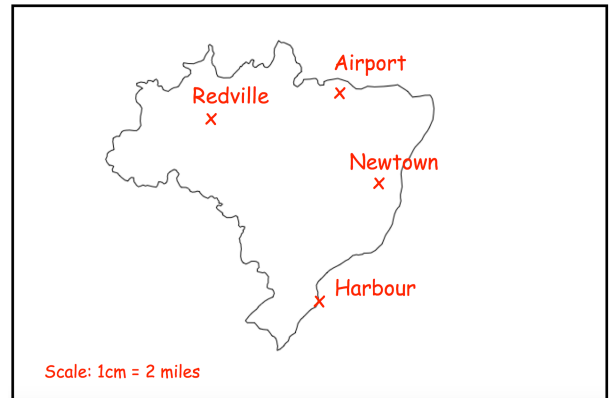 Airport
Redville
Newtown
Harbour
Scale: 1cm = 2 miles